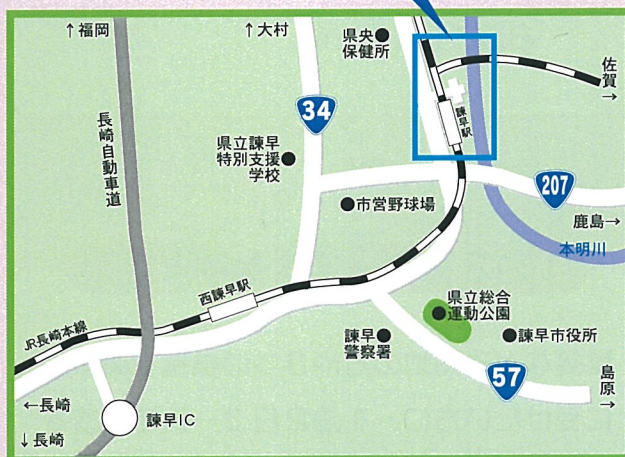 ↑福岡
↑大村
県央
保健所
佐賀
→
34
諫早駅
長崎自動車道
県立諫早
特別支援
学校
207
市営野球場
鹿島→
本明川
西諫早駅
県立総合
運動公園
JR長崎本線
諫早
警察署
諫早市役所
57
島原
→
←長崎
諫早IC
↓長崎